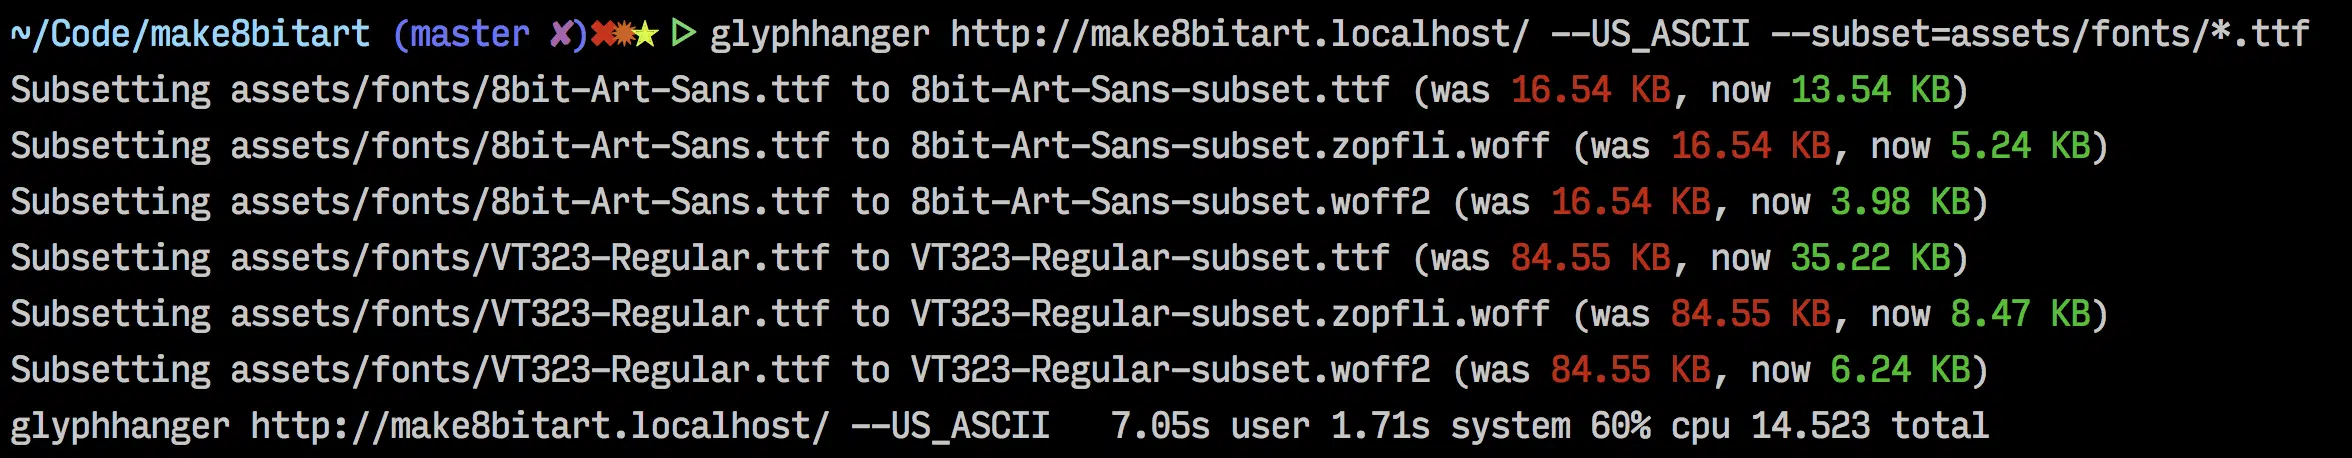 ~/Code/make8bitart (master ✘)✖✹★ ▷ glyphhanger http://make8bitart.localhost/ --US_ASCII --subset=assets/fonts/*.ttf
Subsetting assets/fonts/8bit-Art-Sans.ttf to 8bit-Art-Sans-subset.ttf (was 16.54 KB, now 13.54 KB)
Subsetting assets/fonts/8bit-Art-Sans.ttf to 8bit-Art-Sans-subset.zopfli.woff (was 16.54 KB, now 5.24 KB)
Subsetting assets/fonts/8bit-Art-Sans.ttf to 8bit-Art-Sans-subset.woff2 (was 16.54 KB, now 3.98 KB)
Subsetting assets/fonts/VT323-Regular.ttf to VT323-Regular-subset.ttf (was 84.55 KB, now 35.22 KB)
Subsetting assets/fonts/VT323-Regular.ttf to VT323-Regular-subset.zopfli.woff (was 84.55 KB, now 8.47 KB)
Subsetting assets/fonts/VT323-Regular.ttf to VT323-Regular-subset.woff2 (was 84.55 KB, now 6.24 KB)
glyphhanger http://make8bitart.localhost/ --US_ASCII   7.05s user 1.71s system 60% cpu 14.523 total